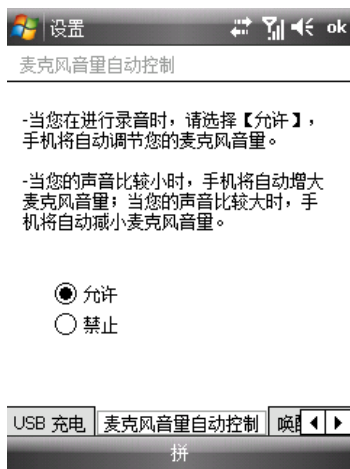 设置 ok
麦克风音量自动控制
-当您在进行录音时，请选择【允许】，
手机将自动调节您的麦克风音量。
-当您的声音比较小时，手机将自动增大
麦克风音量；当您的声音比较大时，手
机将自动减小麦克风音量。
允许
禁止
USB 充电 麦克风音量自动控制 唤
拼